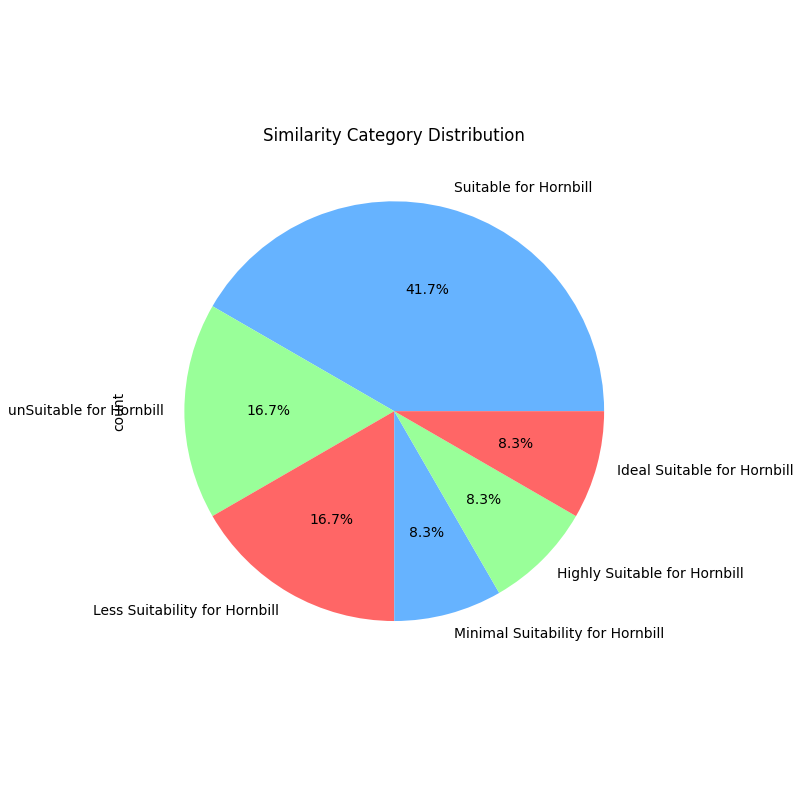 Similarity Category Distribution
Suitable for Hornbill
41.7%
unSuitable for Hornbill
count
16.7%
8.3%
Ideal Suitable for Hornbill
8.3%
16.7%
8.3%
Highly Suitable for Hornbill
Less Suitability for Hornbill
Minimal Suitability for Hornbill